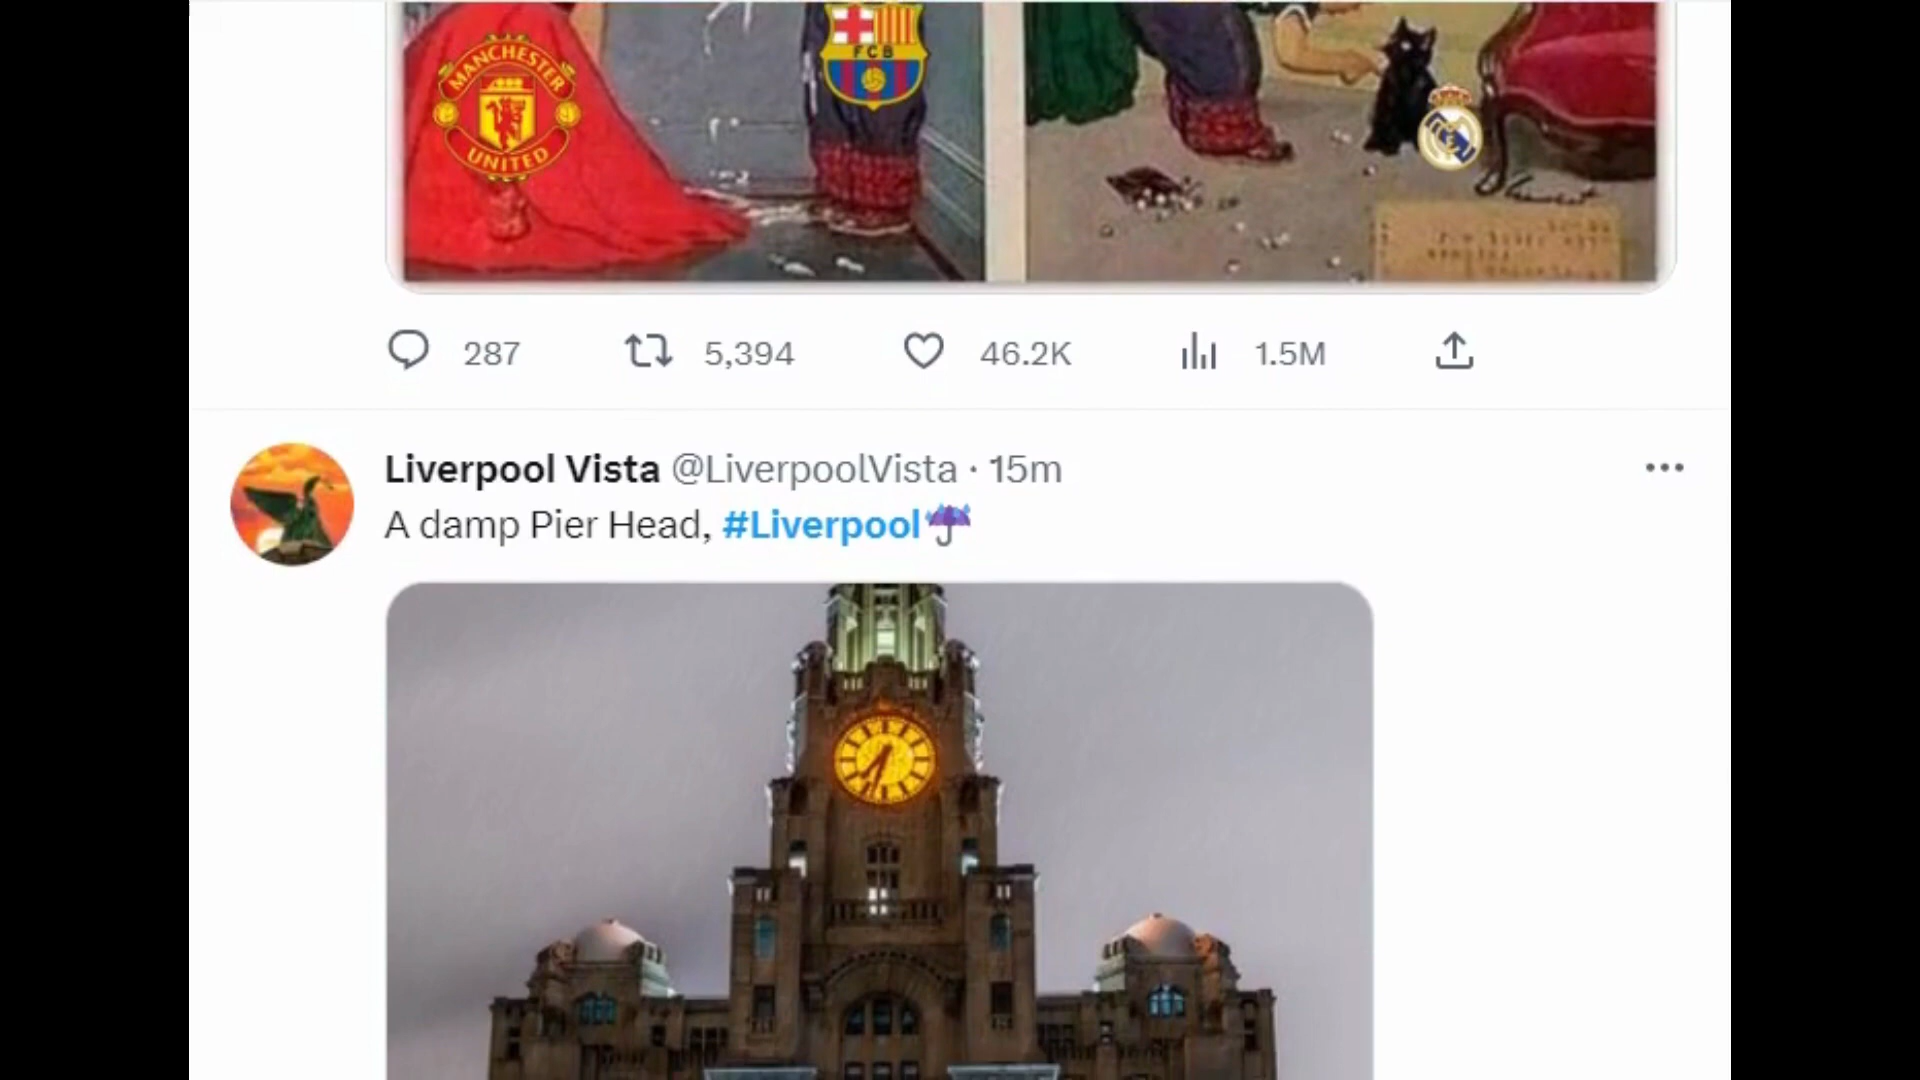 MANCHESTER
UNITED
FCB
287 5,394 46.2K 1.5M
Liverpool Vista @LiverpoolVista · 15m
A damp Pier Head, #Liverpool